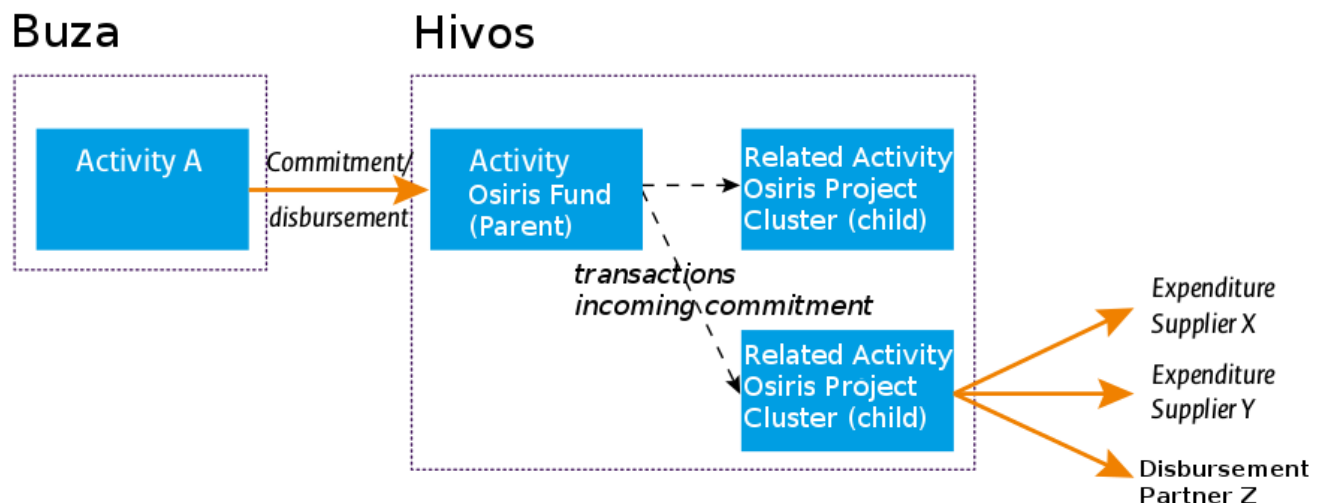 Buza
Hivos
Activity A
Commitment/
disbursement
Activity
Osiris Fund
(Parent)
Related Activity
Osiris Project
Cluster (child)
transactions
incoming commitment
Related Activity
Osiris Project
Cluster (child)
Expenditure
Supplier X
Expenditure
Supplier Y
Disbursement
Partner Z